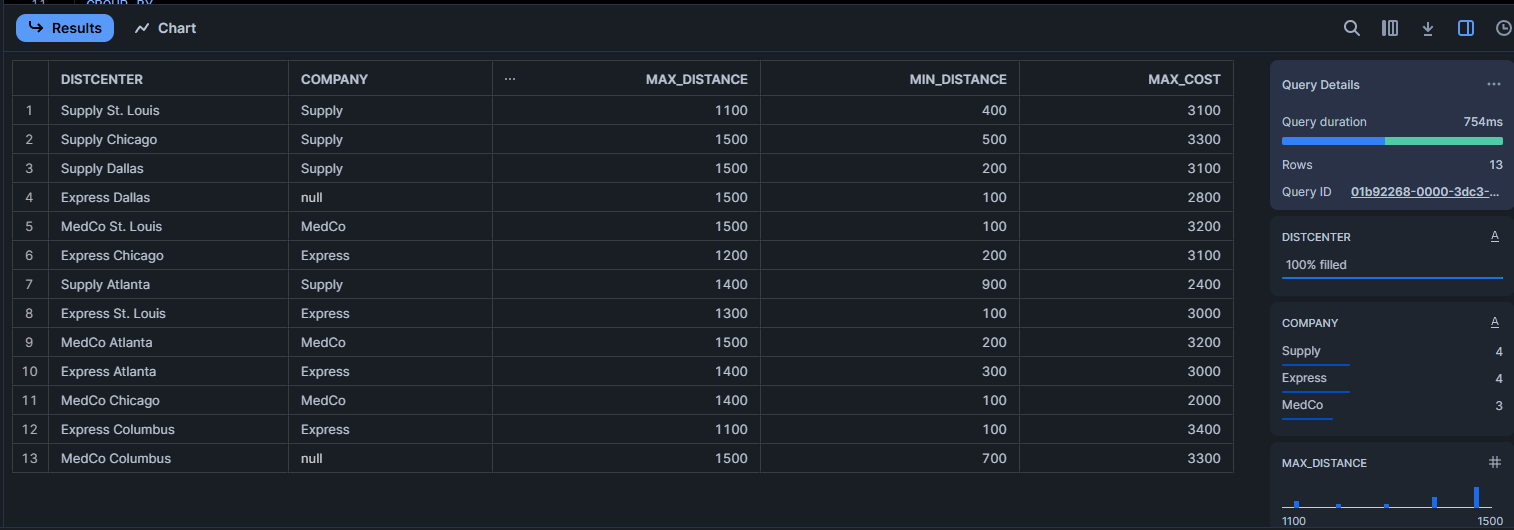 11 GROUP BY
Results Chart
DISTCENTER COMPANY ... MAX_DISTANCE MIN_DISTANCE MAX_COST
1 Supply St. Louis Supply 1100 400 3100
2 Supply Chicago Supply 1500 500 3300
3 Supply Dallas Supply 1500 200 3100
4 Express Dallas null 1500 100 2800
5 MedCo St. Louis MedCo 1500 100 3200
6 Express Chicago Express 1200 200 3100
7 Supply Atlanta Supply 1400 900 2400
8 Express St. Louis Express 1300 100 3000
9 MedCo Atlanta MedCo 1500 200 3200
10 Express Atlanta Express 1400 300 3000
11 MedCo Chicago MedCo 1400 100 2000
12 Express Columbus Express 1100 100 3400
13 MedCo Columbus null 1500 700 3300
Query Details ...
Query duration 754ms
Rows 13
Query ID 01b92268-0000-3dc3-...
DISTCENTER A
100% filled
COMPANY A
Supply 4
Express 4
MedCo 3
MAX_DISTANCE #
1100 1500